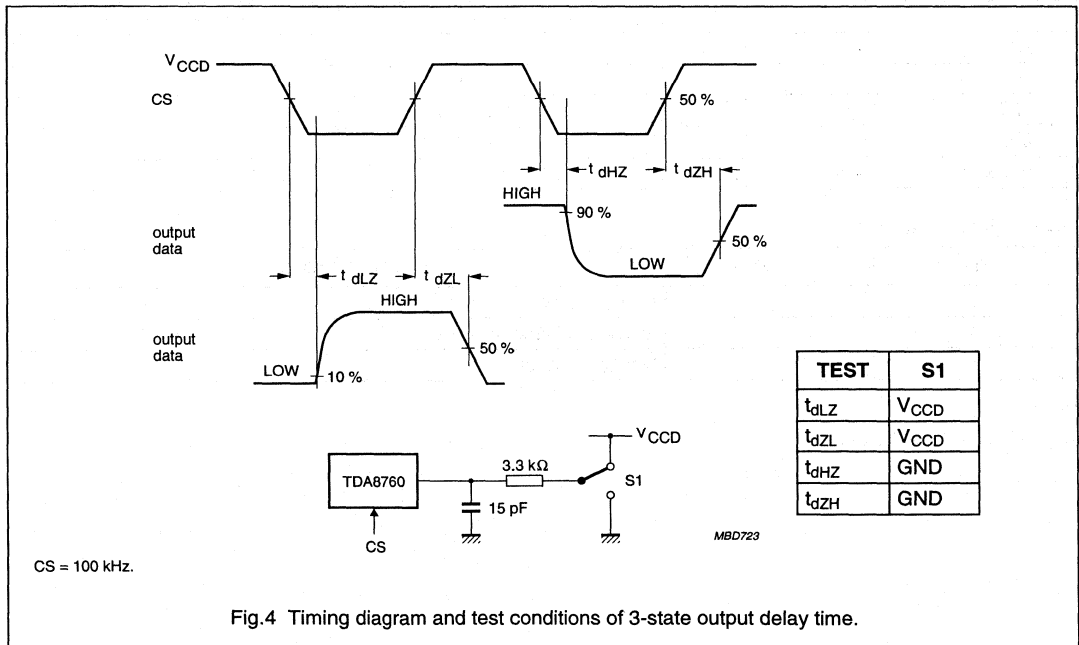 VCCD
CS
50 %
t dHZ
t dZH
HIGH
90 %
output
data
50 %
LOW
t dLZ
t dZL
HIGH
output
data
50 %
LOW
10 %
TEST S1
tdLZ VCCD
tdZL VCCD
tdHZ GND
tdZH GND
VCCD
3.3 kΩ
S1
TDA8760
15 pF
CS
MBD723
CS = 100 kHz.
Fig.4 Timing diagram and test conditions of 3-state output delay time.